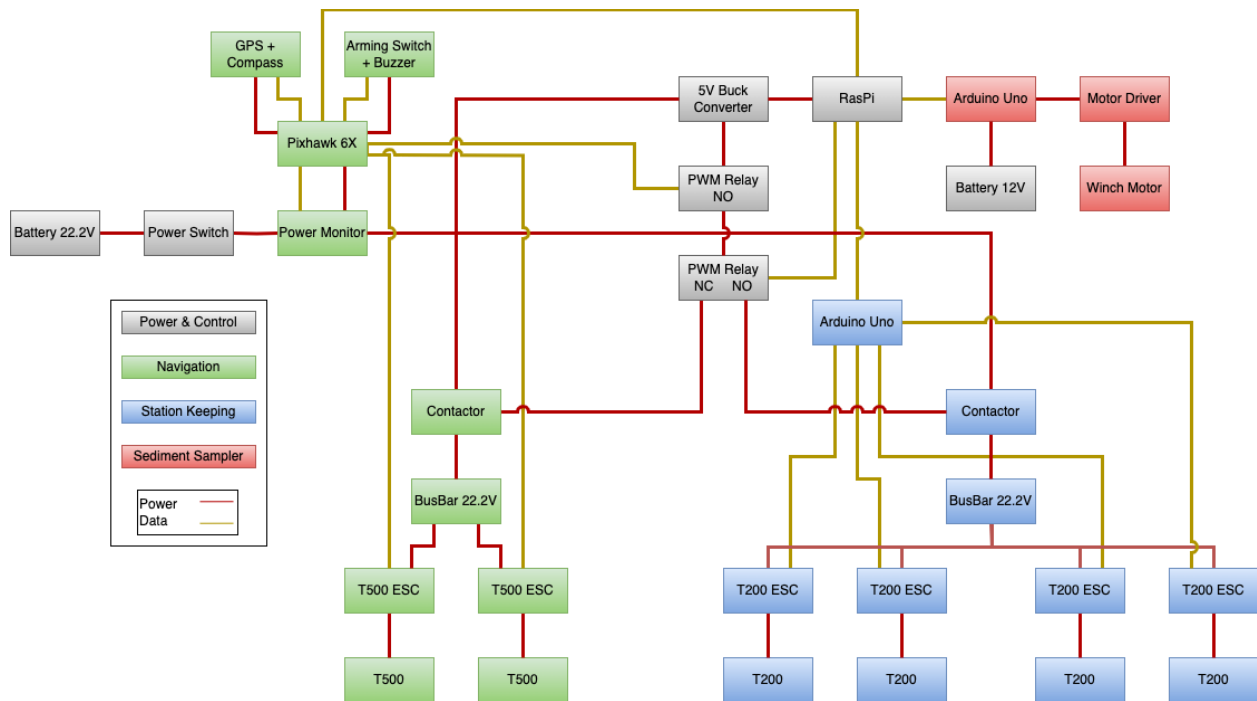 GPS +
Compass
Arming Switch
+ Buzzer
5V Buck
Converter
RasPi
Arduino Uno
Motor Driver
Pixhawk 6X
PWM Relay
NO
Battery 12V
Winch Motor
Battery 22.2V
Power Switch
Power Monitor
PWM Relay
NC NO
Power & Control
Navigation
Station Keeping
Sediment Sampler
Power
Data
Arduino Uno
Contactor
Contactor
BusBar 22.2V
BusBar 22.2V
T500 ESC
T500 ESC
T200 ESC
T200 ESC
T200 ESC
T200 ESC
T500
T500
T200
T200
T200
T200